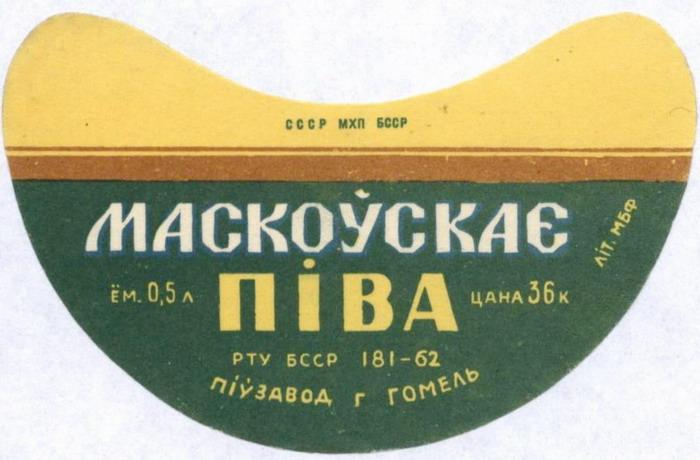 СССР МХП БССР
МАСКОЎСКАЕ
ПІВА
ЁМ. 0,5 л
ЦАНА 36 к
ЛІТ. МБФ
РТУ БССР 181-62
ПІЎЗАВОД г ГОМЕЛЬ